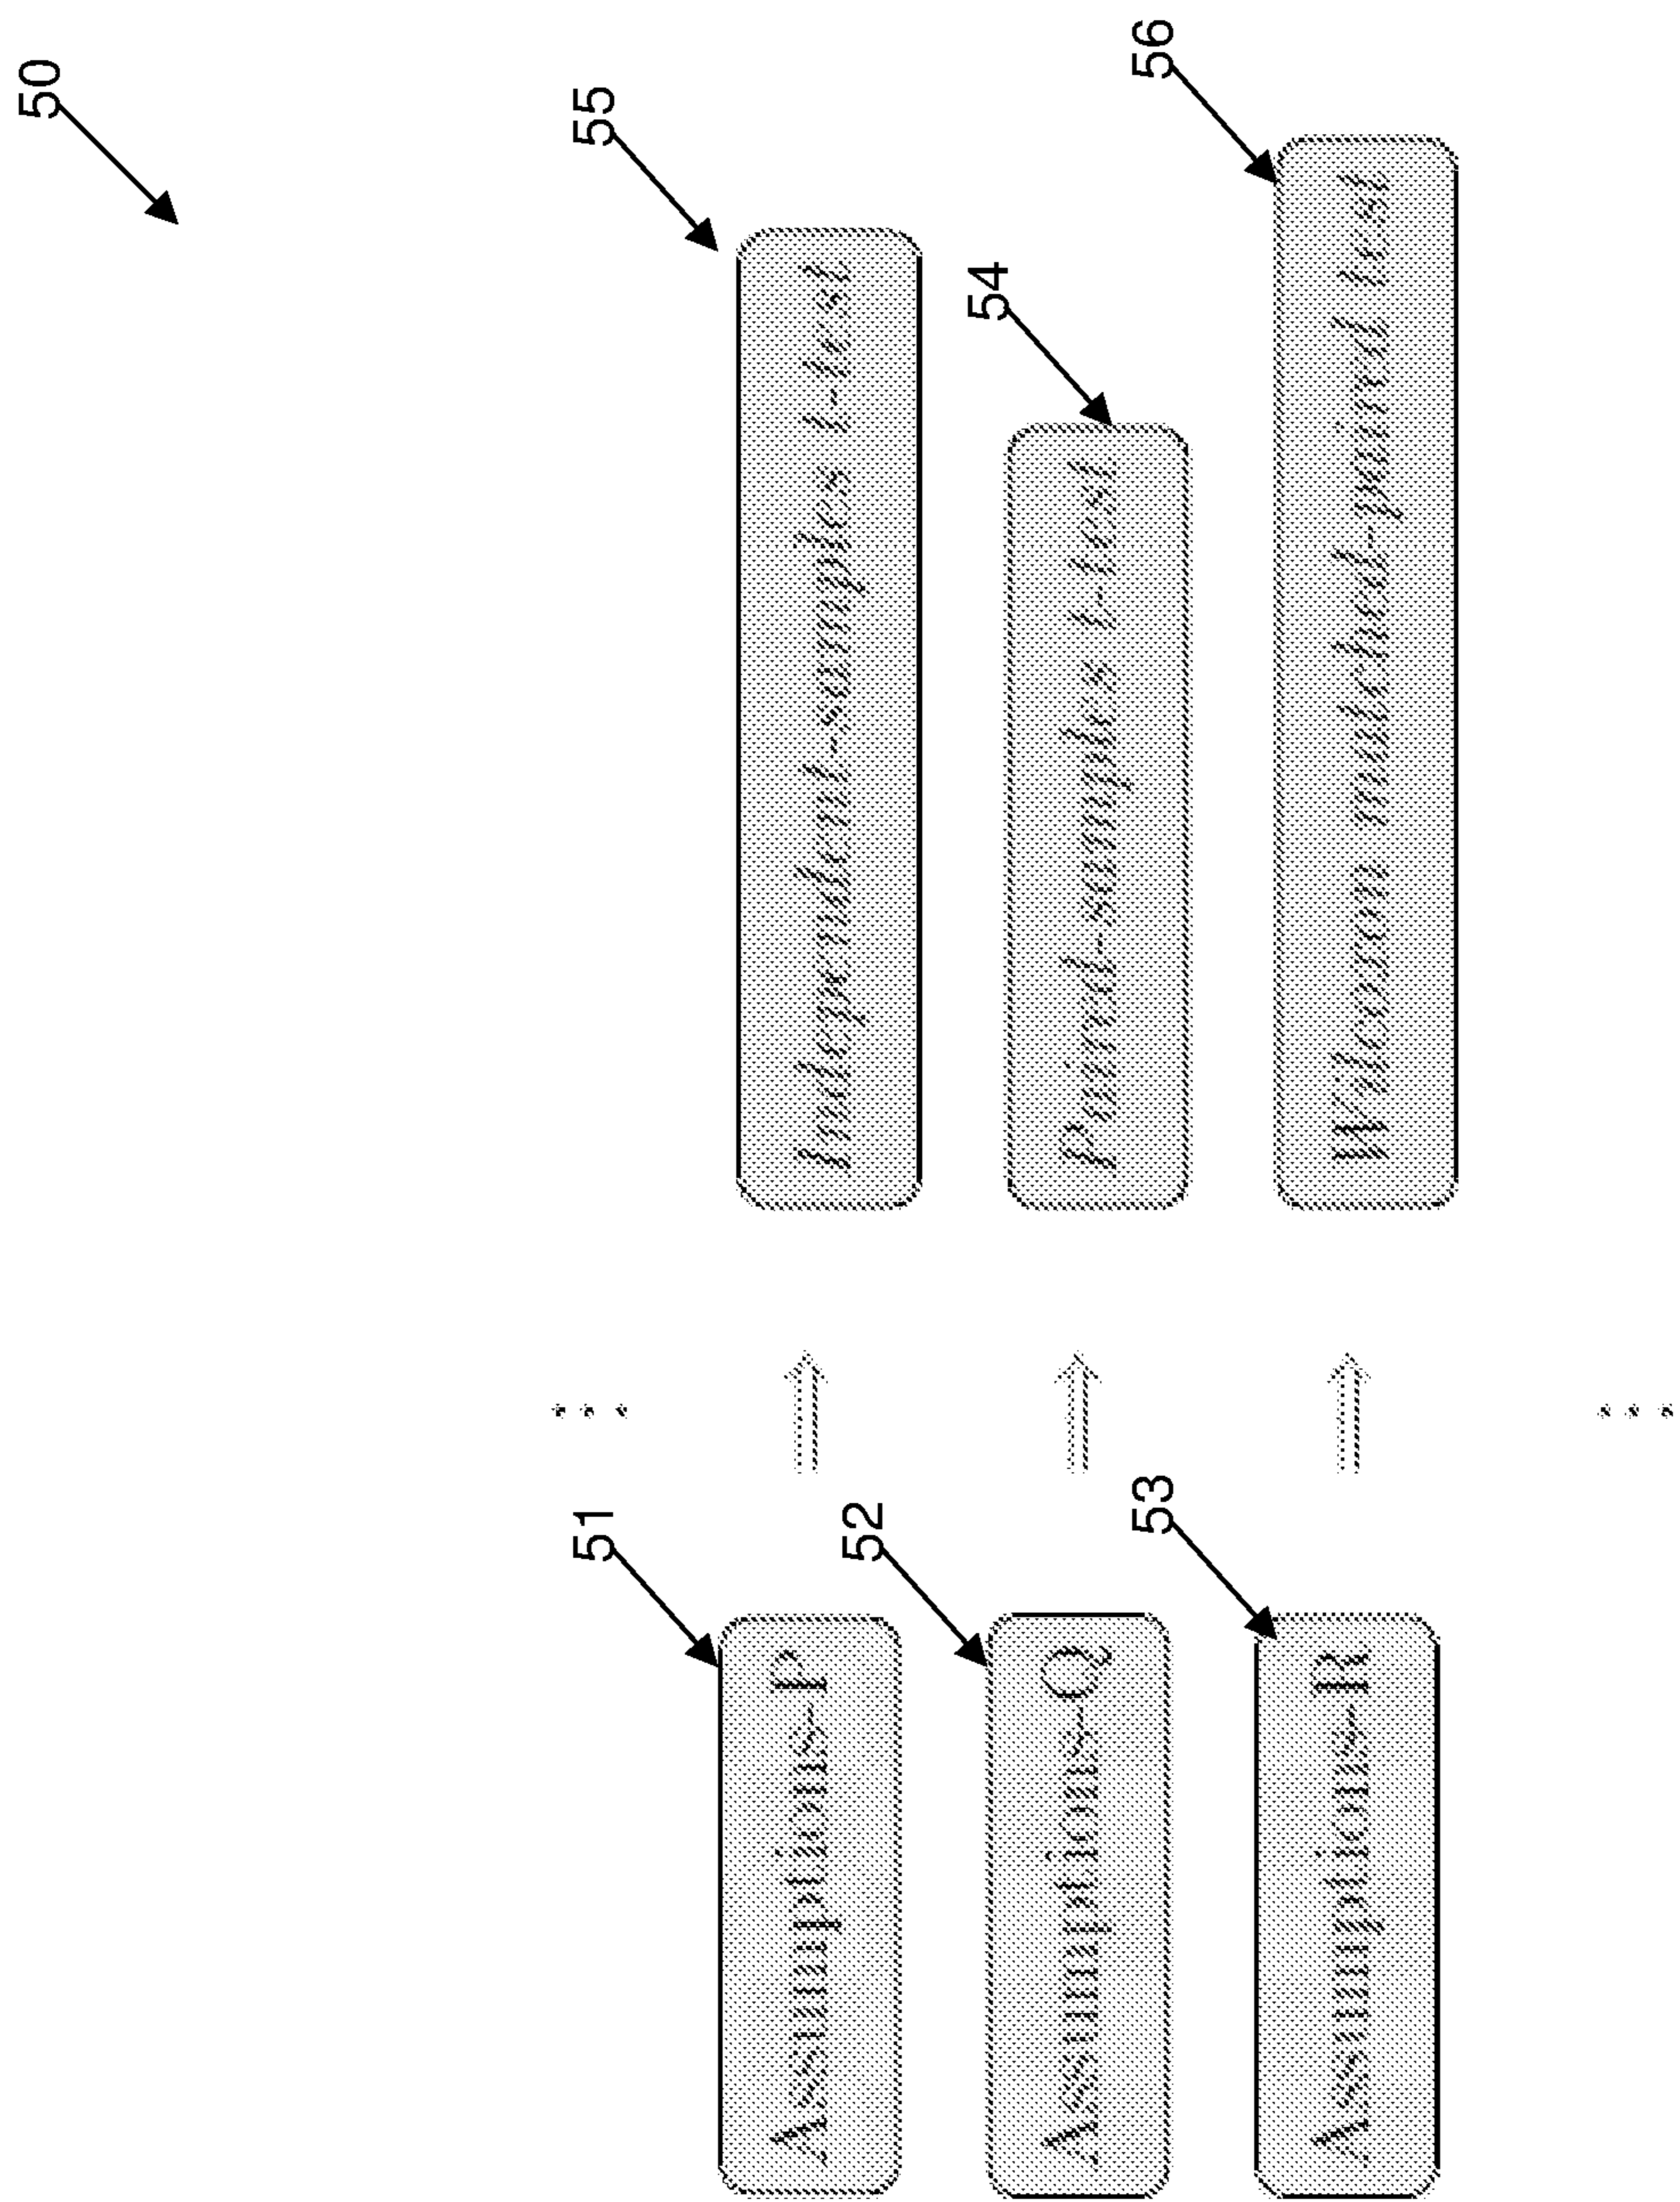 50
...
51
Assumptions-P
55
Independent-samples t-test
52
Assumptions-Q
54
Paired-samples t-test
53
Assumptions-R
56
Wilcoxon matched-paired test
...